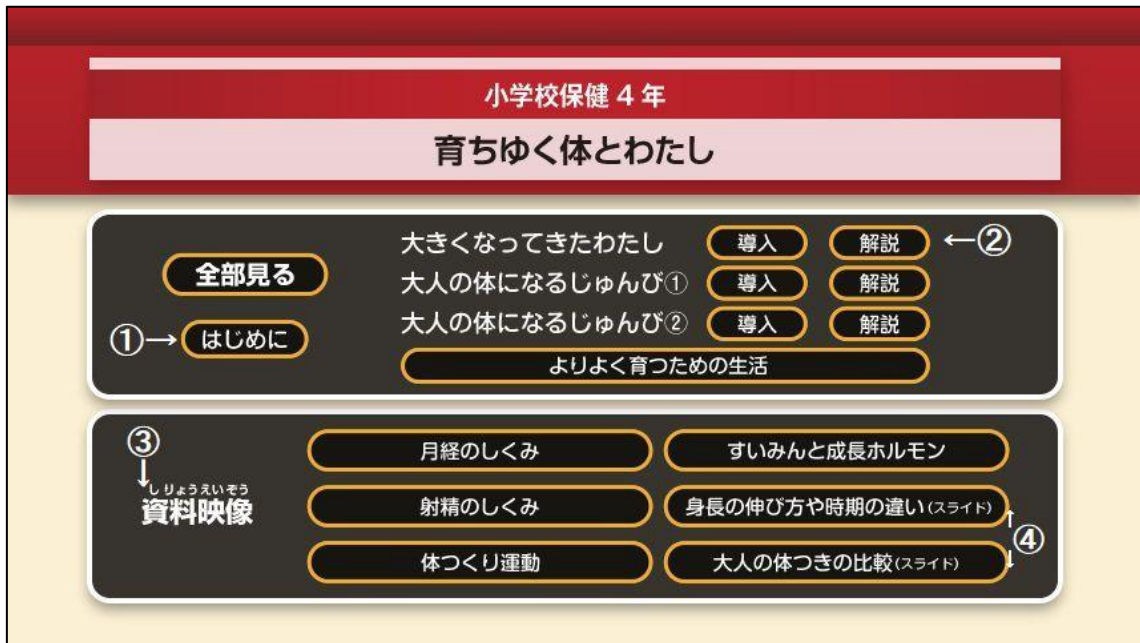 小学校保健 4 年
育ちゆく体とわたし
全部見る
①→はじめに
大きくなってきたわたし 導入 解説 ←②
大人の体になるじゅんび① 導入 解説
大人の体になるじゅんび② 導入 解説
よりよく育つための生活
③
↓
しりょうえいぞう
資料映像
月経のしくみ すいみんと成長ホルモン
射精のしくみ 身長の伸び方や時期の違い(スライド)
↑
④
↓
体つくり運動 大人の体つきの比較(スライド)